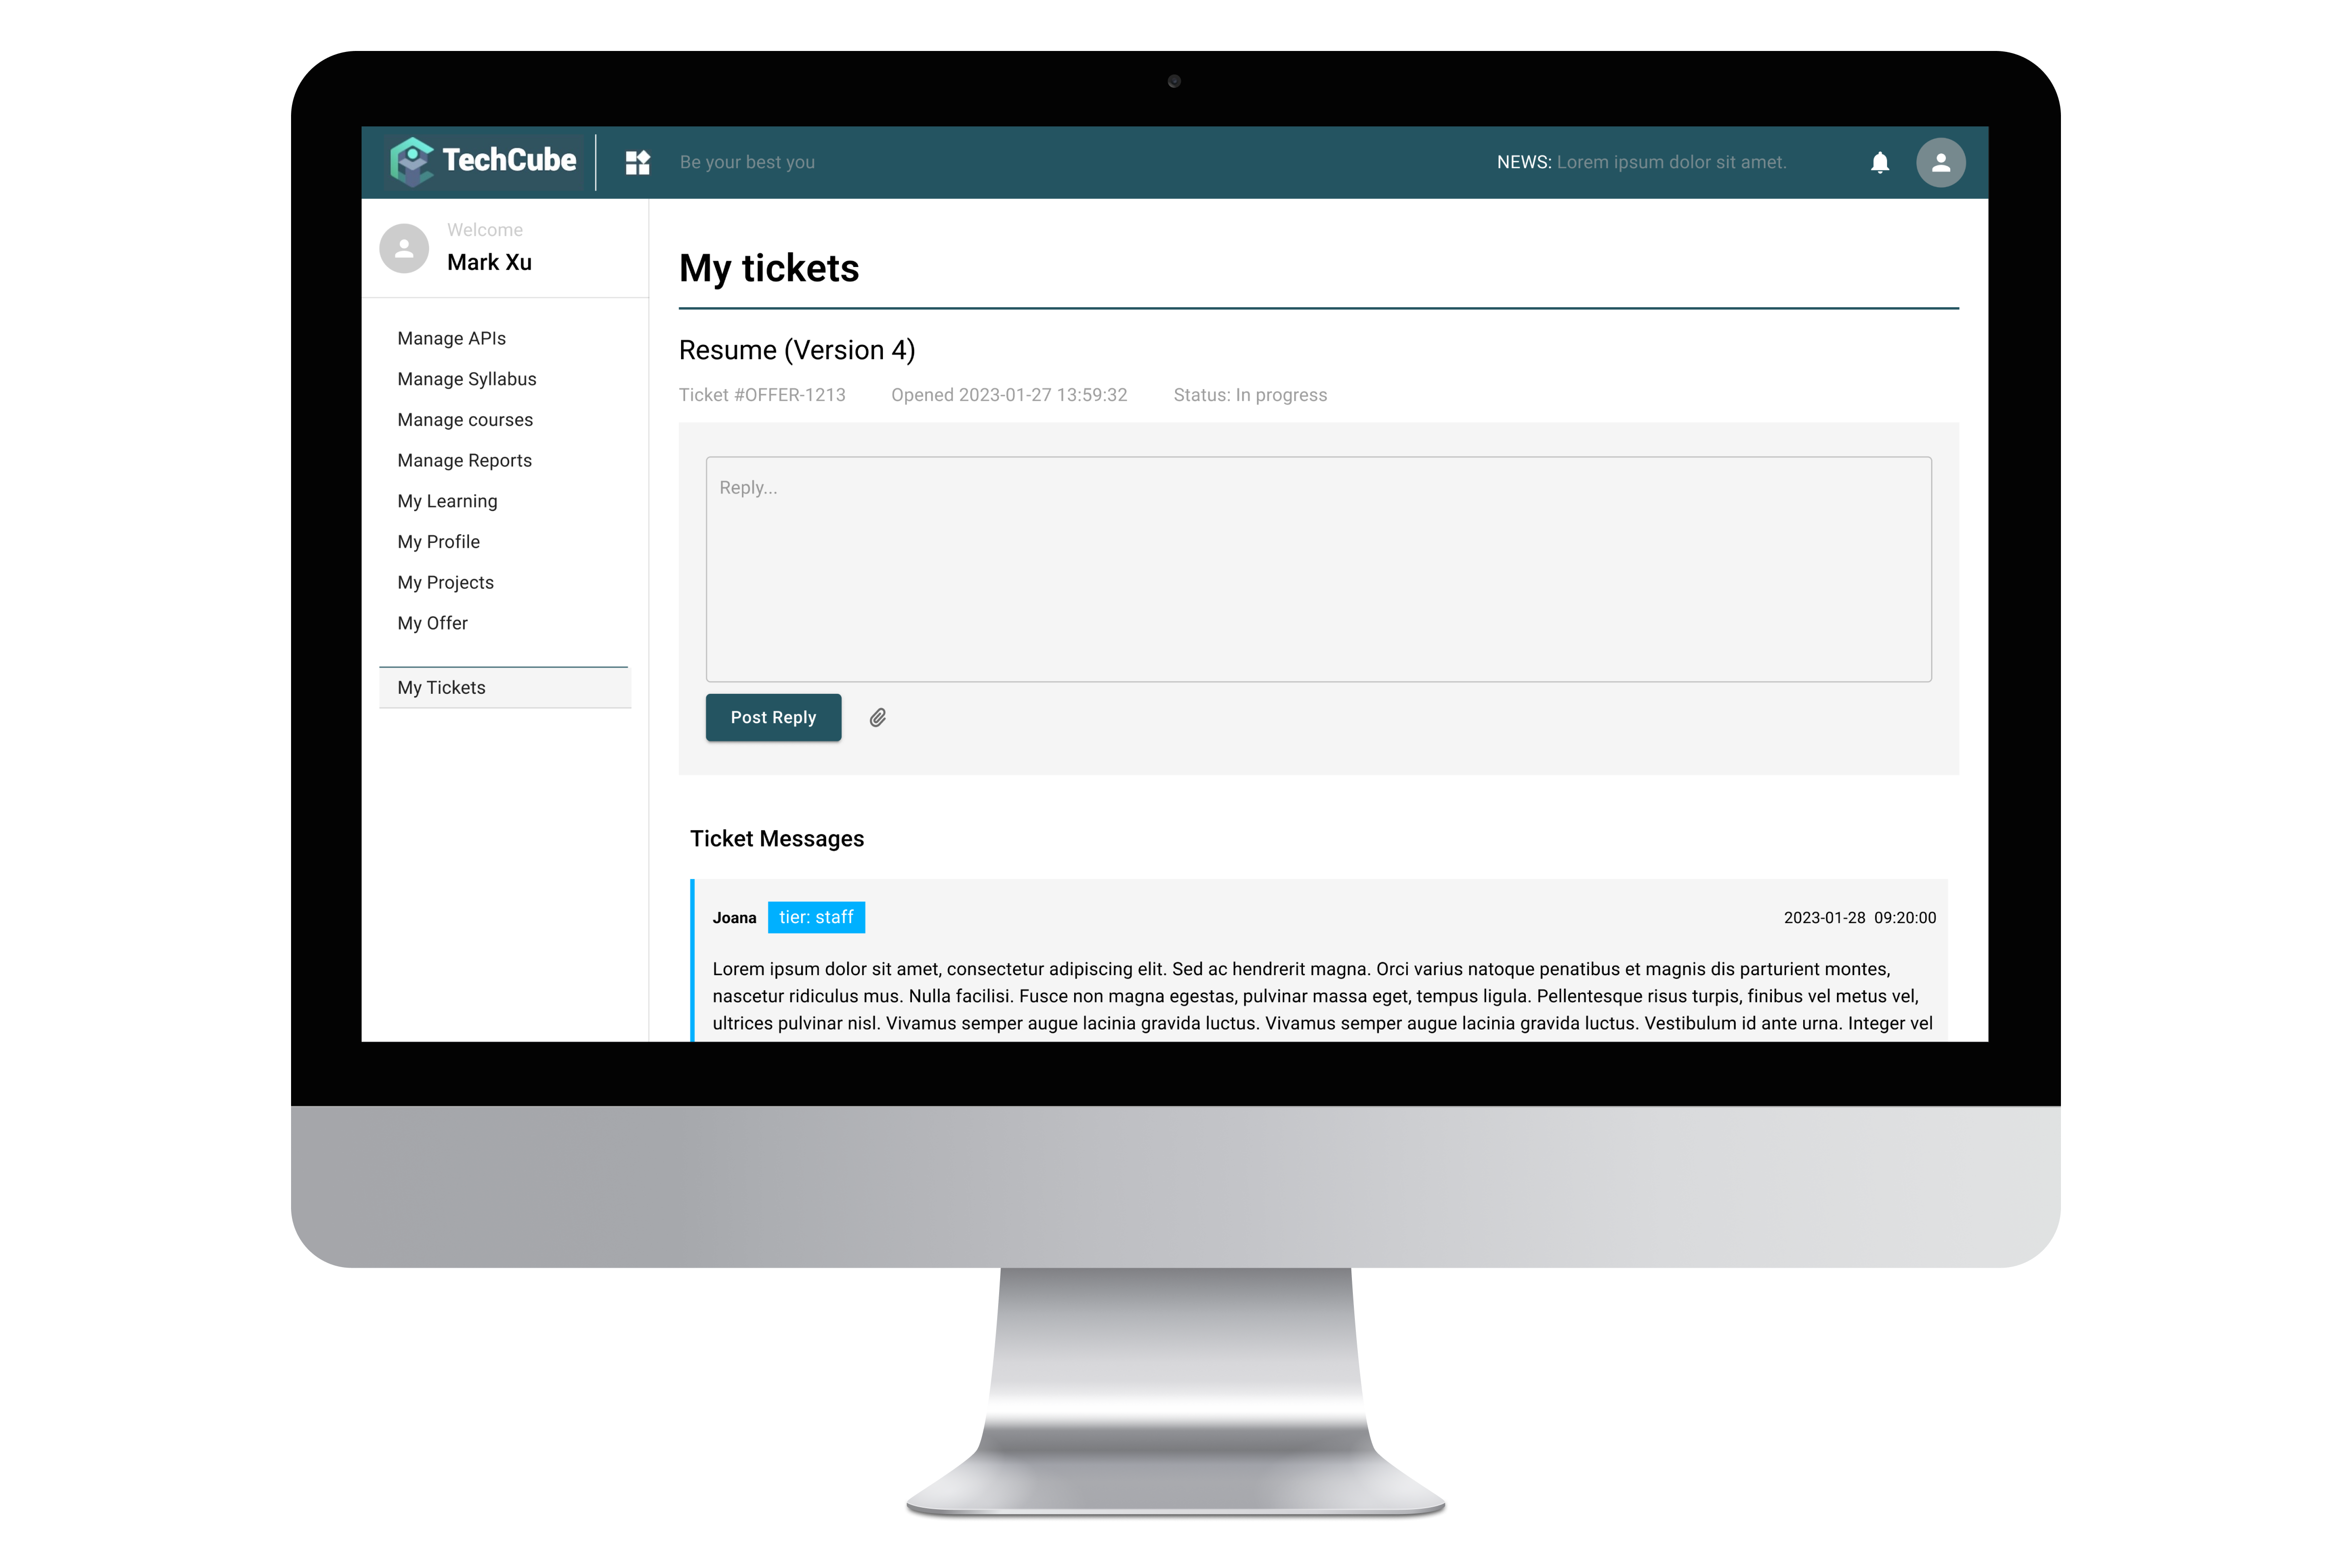 TechCube
Be your best you
NEWS: Lorem ipsum dolor sit amet.
Welcome
Mark Xu
Manage APIs
Manage Syllabus
Manage courses
Manage Reports
My Learning
My Profile
My Projects
My Offer
My Tickets
My tickets
Resume (Version 4)
Ticket #OFFER-1213 Opened 2023-01-27 13:59:32 Status: In progress
Reply...
Post Reply
Ticket Messages
Joana tier: staff 2023-01-28 09:20:00
Lorem ipsum dolor sit amet, consectetur adipiscing elit. Sed ac hendrerit magna. Orci varius natoque penatibus et magnis dis parturient montes,
nascetur ridiculus mus. Nulla facilisi. Fusce non magna egestas, pulvinar massa eget, tempus ligula. Pellentesque risus turpis, finibus vel metus vel,
ultrices pulvinar nisl. Vivamus semper augue lacinia gravida luctus. Vivamus semper augue lacinia gravida luctus. Vestibulum id ante urna. Integer vel